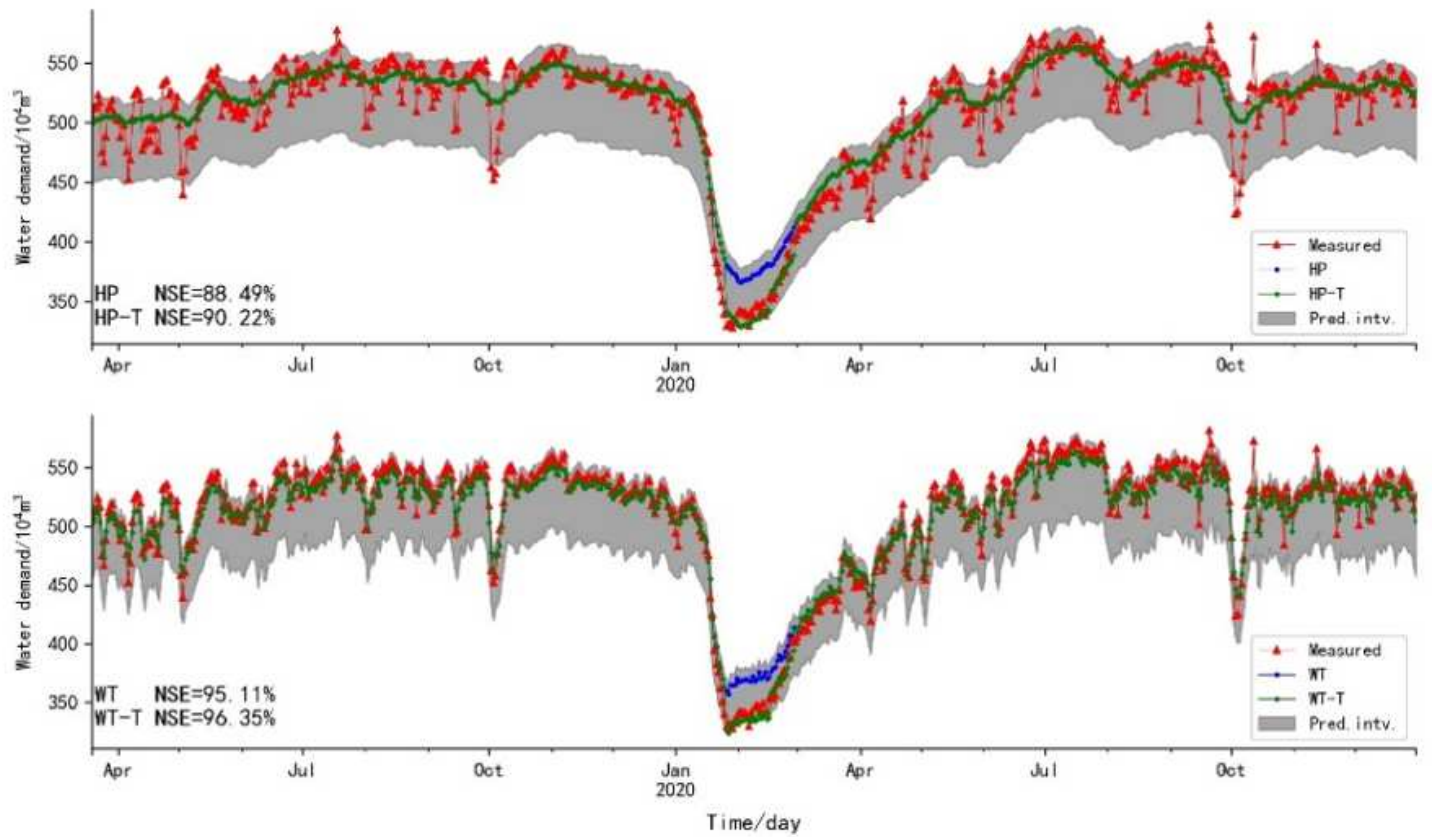 Water demand/10⁴m³
550
500
450
400
350
HP NSE=88.49%
HP-T NSE=90.22%
Measured
HP
HP-T
Pred.intv.
Apr Jul Oct Jan Apr Jul Oct
2020
Water demand/10⁴m³
550
500
450
400
350
WT NSE=95.11%
WT-T NSE=96.35%
Measured
WT
WT-T
Pred.intv.
Apr Jul Oct Jan Apr Jul Oct
2020
Time/day